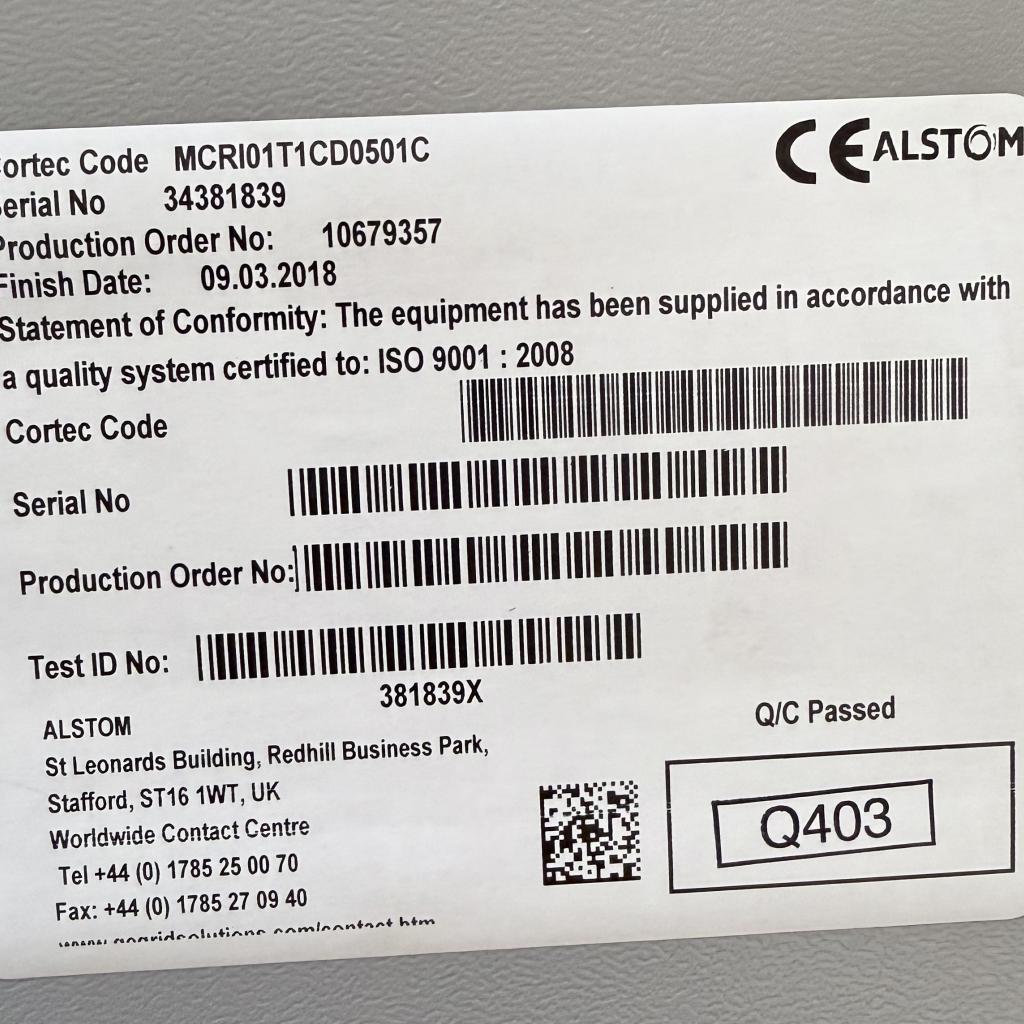 Cortec Code MCRI01T1CD0501C
CE ALSTOM
Serial No 34381839
Production Order No: 10679357
Finish Date: 09.03.2018
Statement of Conformity: The equipment has been supplied in accordance with
a quality system certified to: ISO 9001 : 2008
Cortec Code
Serial No
Production Order No:
Test ID No:
381839X
ALSTOM
St Leonards Building, Redhill Business Park,
Stafford, ST16 1WT, UK
Worldwide Contact Centre
Tel +44 (0) 1785 25 00 70
Fax: +44 (0) 1785 27 09 40
Q/C Passed
Q403